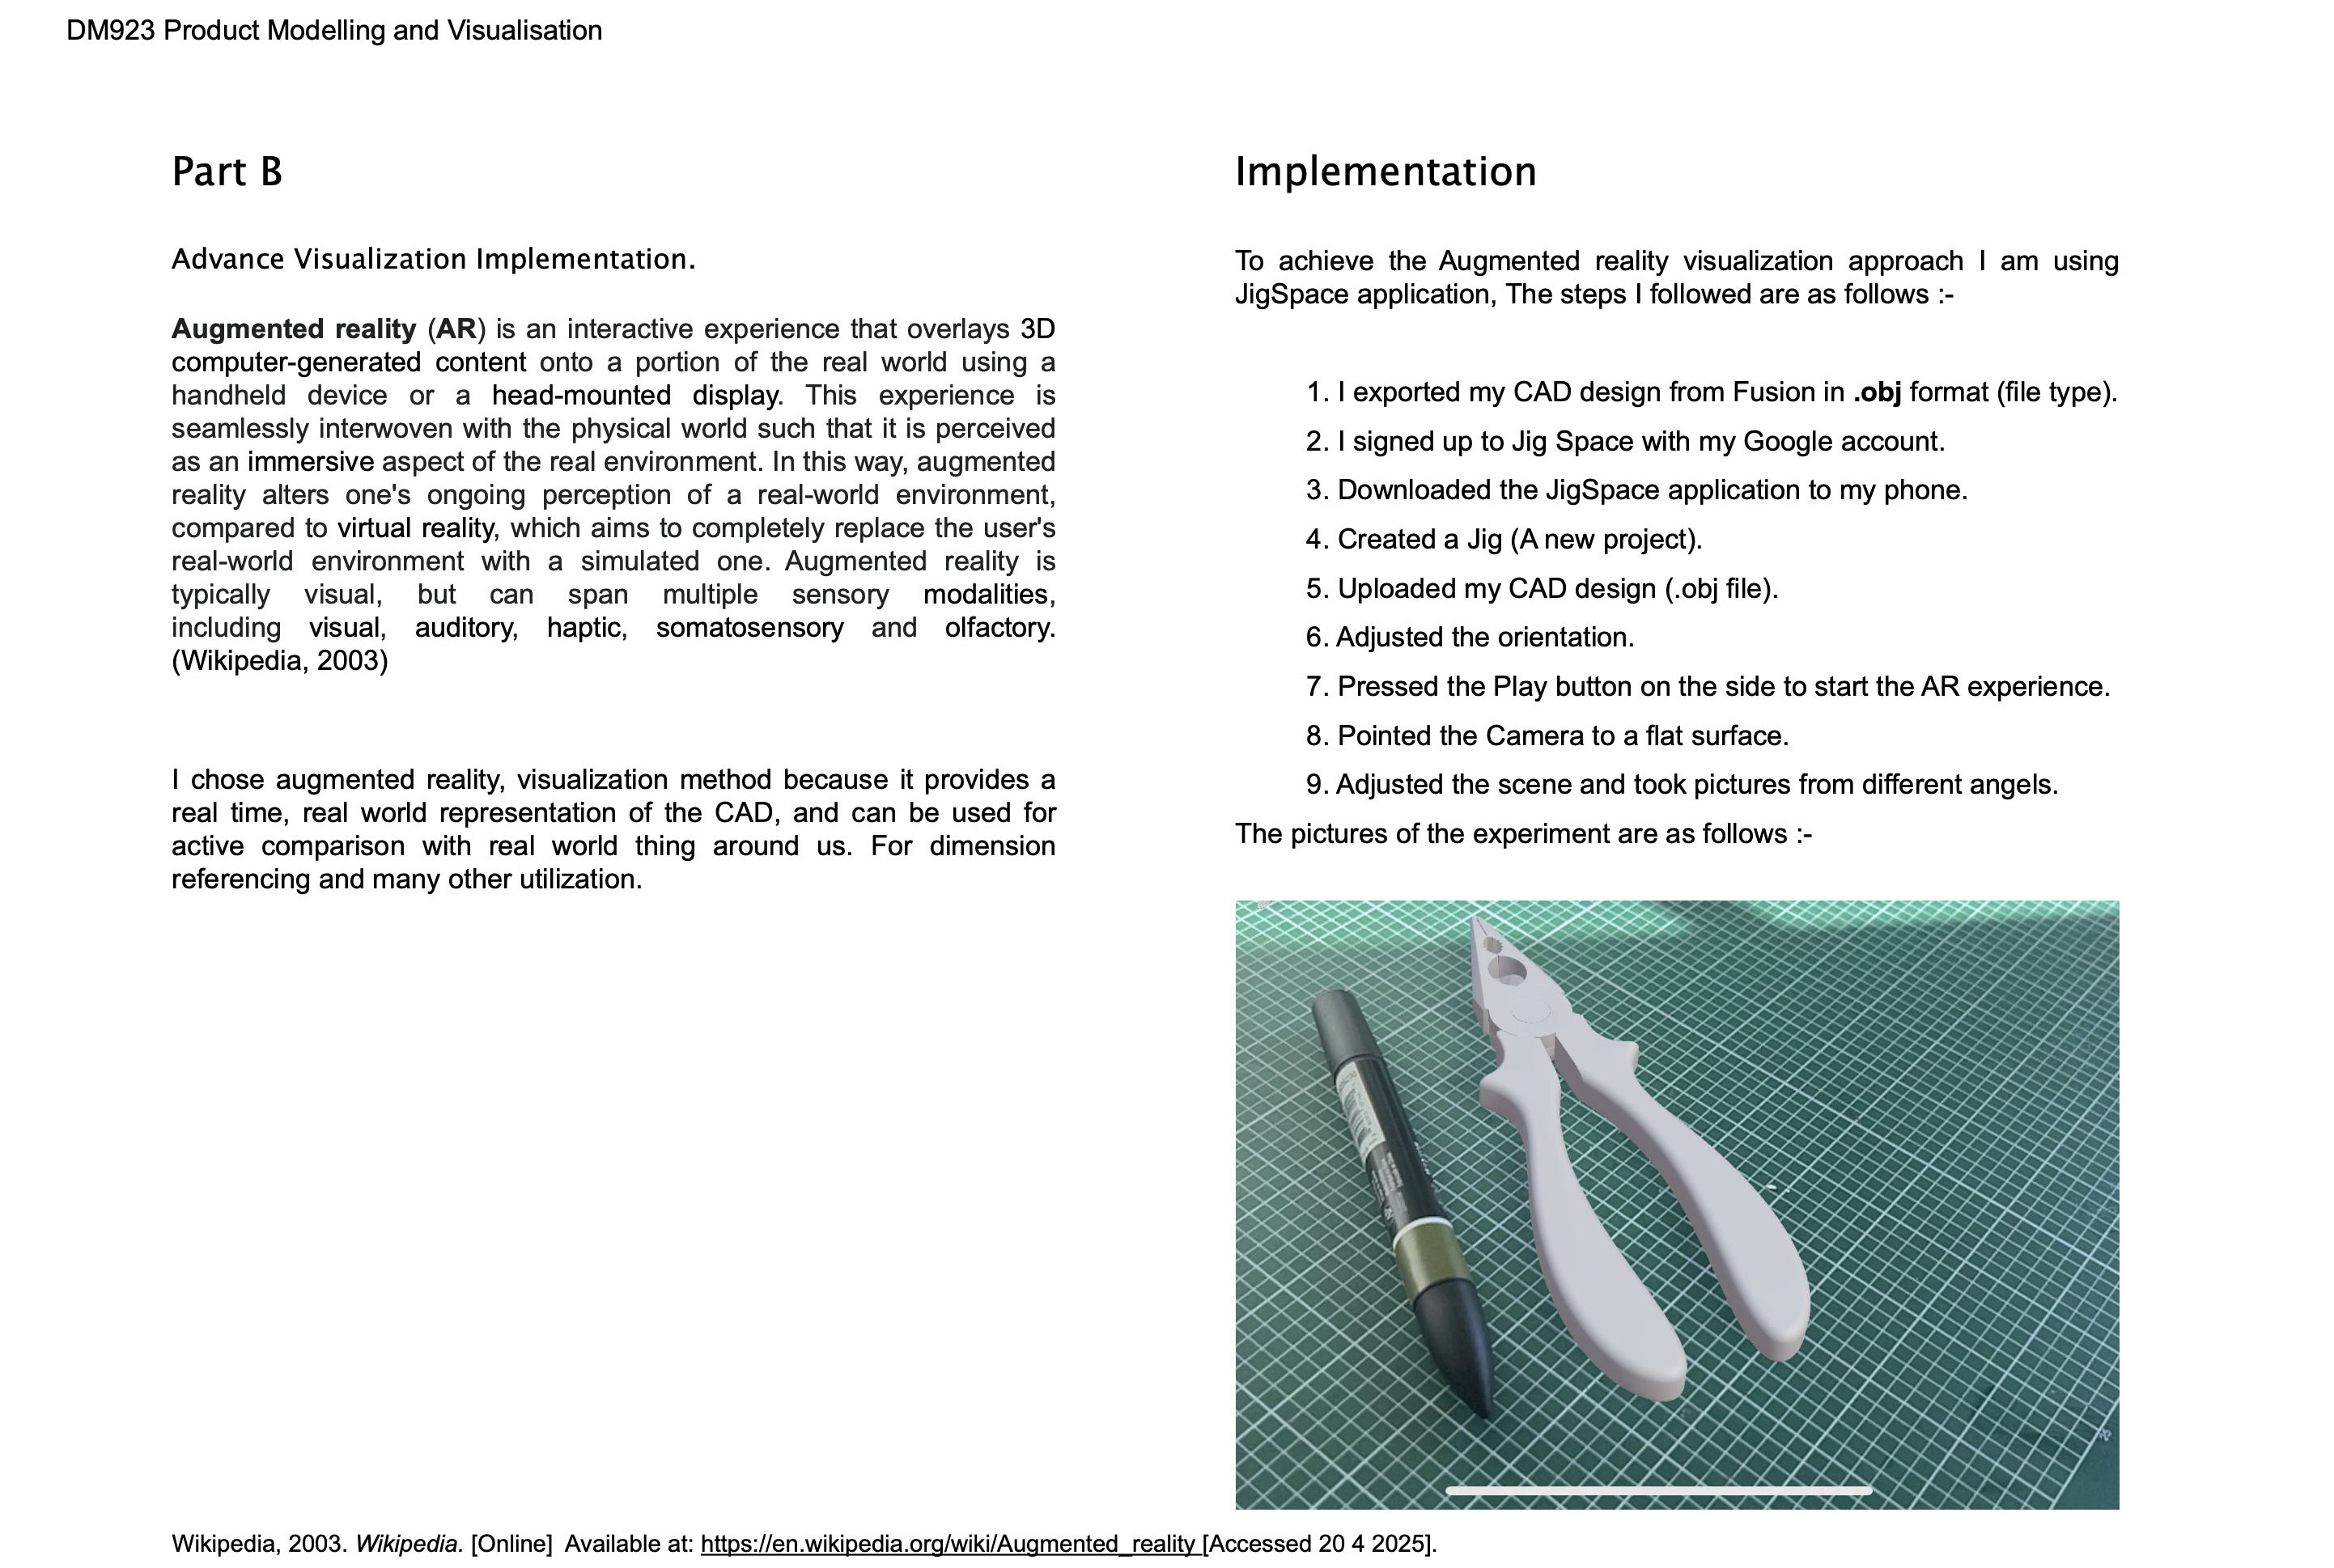 DM923 Product Modelling and Visualisation
Part B
Advance Visualization Implementation.
Augmented reality (AR) is an interactive experience that overlays 3D
computer-generated content onto a portion of the real world using a
handheld device or a head-mounted display. This experience is
seamlessly interwoven with the physical world such that it is perceived
as an immersive aspect of the real environment. In this way, augmented
reality alters one's ongoing perception of a real-world environment,
compared to virtual reality, which aims to completely replace the user's
real-world environment with a simulated one. Augmented reality is
typically visual, but can span multiple sensory modalities,
including visual, auditory, haptic, somatosensory and olfactory.
(Wikipedia, 2003)
I chose augmented reality, visualization method because it provides a
real time, real world representation of the CAD, and can be used for
active comparison with real world thing around us. For dimension
referencing and many other utilization.
Implementation
To achieve the Augmented reality visualization approach I am using
JigSpace application, The steps I followed are as follows :-
1. I exported my CAD design from Fusion in .obj format (file type).
2. I signed up to Jig Space with my Google account.
3. Downloaded the JigSpace application to my phone.
4. Created a Jig (A new project).
5. Uploaded my CAD design (.obj file).
6. Adjusted the orientation.
7. Pressed the Play button on the side to start the AR experience.
8. Pointed the Camera to a flat surface.
9. Adjusted the scene and took pictures from different angels.
The pictures of the experiment are as follows :-
Wikipedia, 2003. Wikipedia. [Online] Available at: https://en.wikipedia.org/wiki/Augmented_reality [Accessed 20 4 2025].